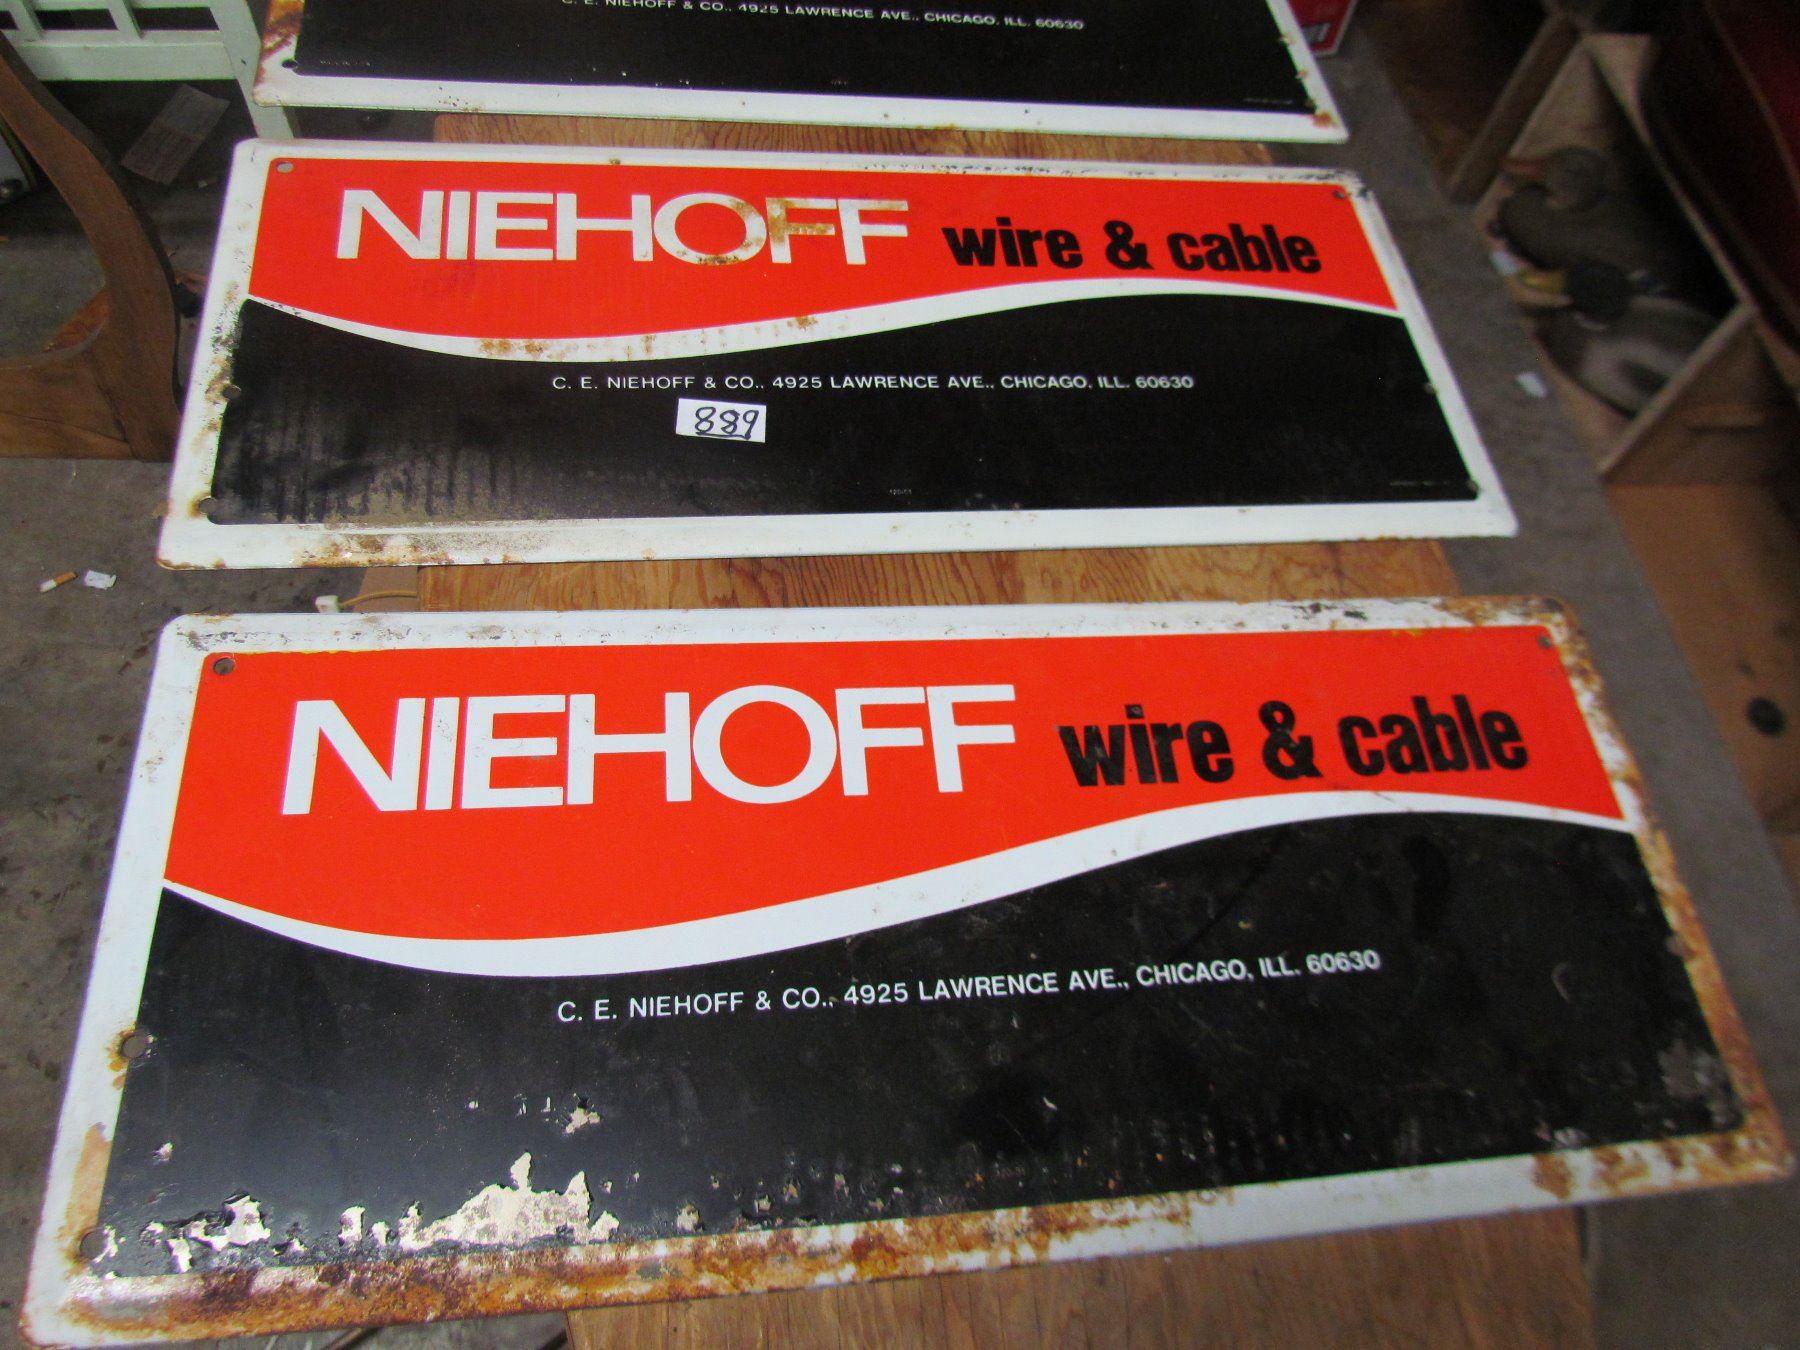 C. E. NIEHOFF & CO., 4925 LAWRENCE AVE., CHICAGO, ILL. 60630
NIEHOFF wire & cable
C. E. NIEHOFF & CO., 4925 LAWRENCE AVE., CHICAGO, ILL. 60630
889
NIEHOFF wire & cable
C. E. NIEHOFF & CO., 4925 LAWRENCE AVE., CHICAGO, ILL. 60630